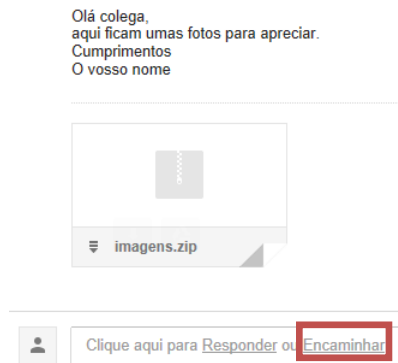 Olá colega,
aqui ficam umas fotos para apreciar.
Cumprimentos
O vosso nome
imagens.zip
Clique aqui para Responder ou Encaminhar